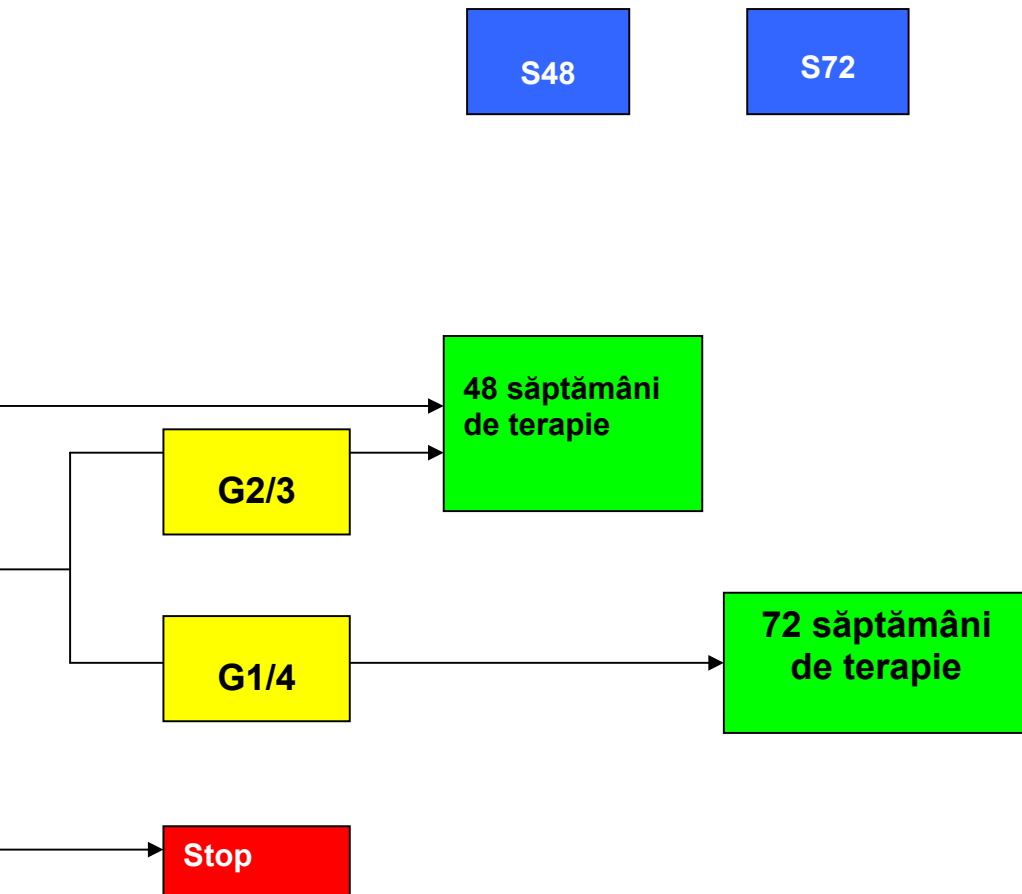 S48
S72
48 săptămâni
de terapie
G2/3
72 săptămâni
de terapie
G1/4
Stop